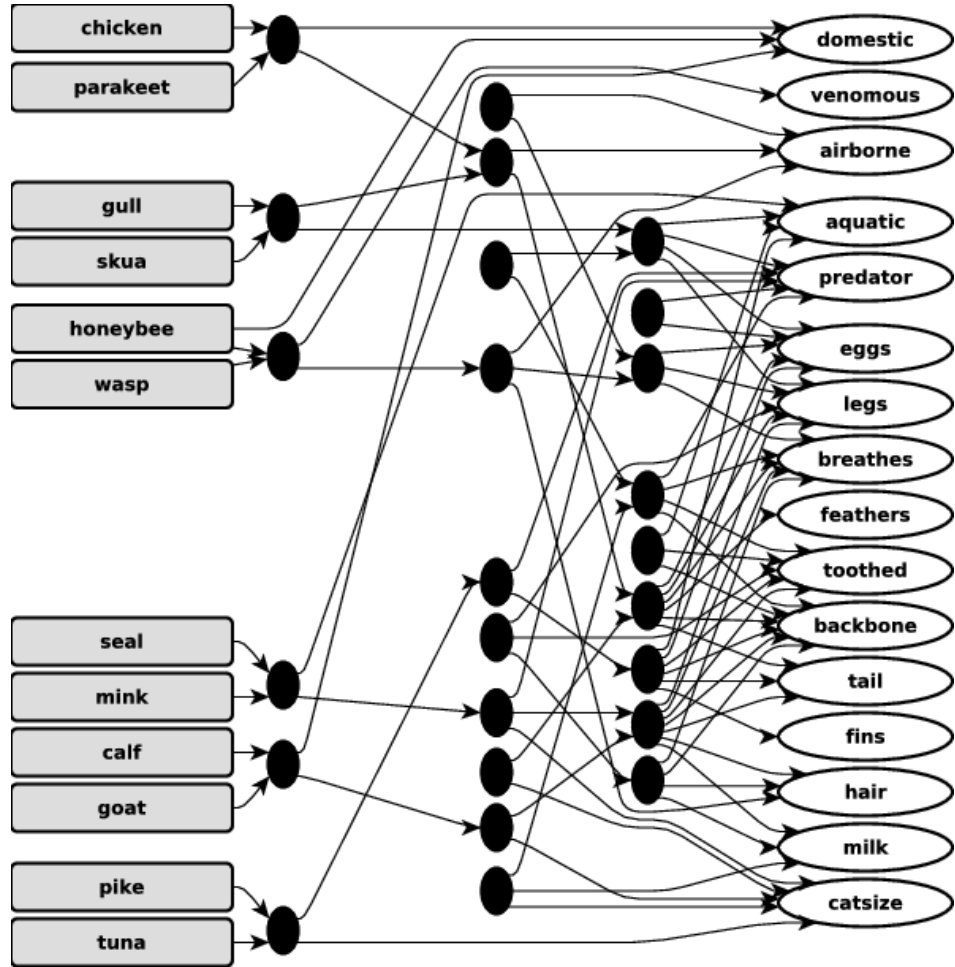 chicken
parakeet
gull
skua
honeybee
wasp
seal
mink
calf
goat
pike
tuna
domestic
venomous
airborne
aquatic
predator
eggs
legs
breathes
feathers
toothed
backbone
tail
fins
hair
milk
catsize